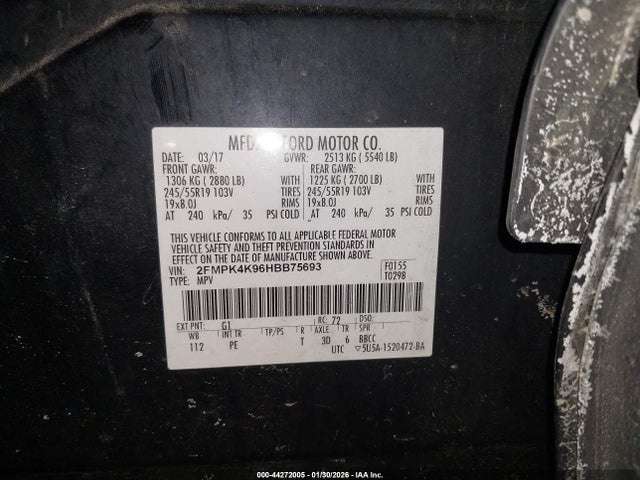 MFD. FORD MOTOR CO.
DATE: 03/17 GVWR: 2513 KG ( 5540 LB)
FRONT GAWR: REAR GAWR:
1306 KG ( 2880 LB) WITH 1225 KG ( 2700 LB) WITH
245/55R19 103V TIRES 245/55R19 103V TIRES
19x8.0J RIMS 19x8.0J RIMS
AT 240 kPa/ 35 PSI COLD AT 240 kPa/ 35 PSI COLD
THIS VEHICLE CONFORMS TO ALL APPLICABLE FEDERAL MOTOR
VEHICLE SAFETY AND THEFT PREVENTION STANDARDS IN
EFFECT ON THE DATE OF MANUFACTURE SHOWN ABOVE.
VIN: 2FMPK4K96HBB75693 F0155
TYPE: MPV T0298
EXT PNT: G1 RC: 72 DSO:
WB INT TR TP/PS R AXLE TR SPR
112 PE T 3D 6 BBCC
UTC ▽5U5A-1520472-BA
000-44272005 - 01/30/2026 - IAA Inc.